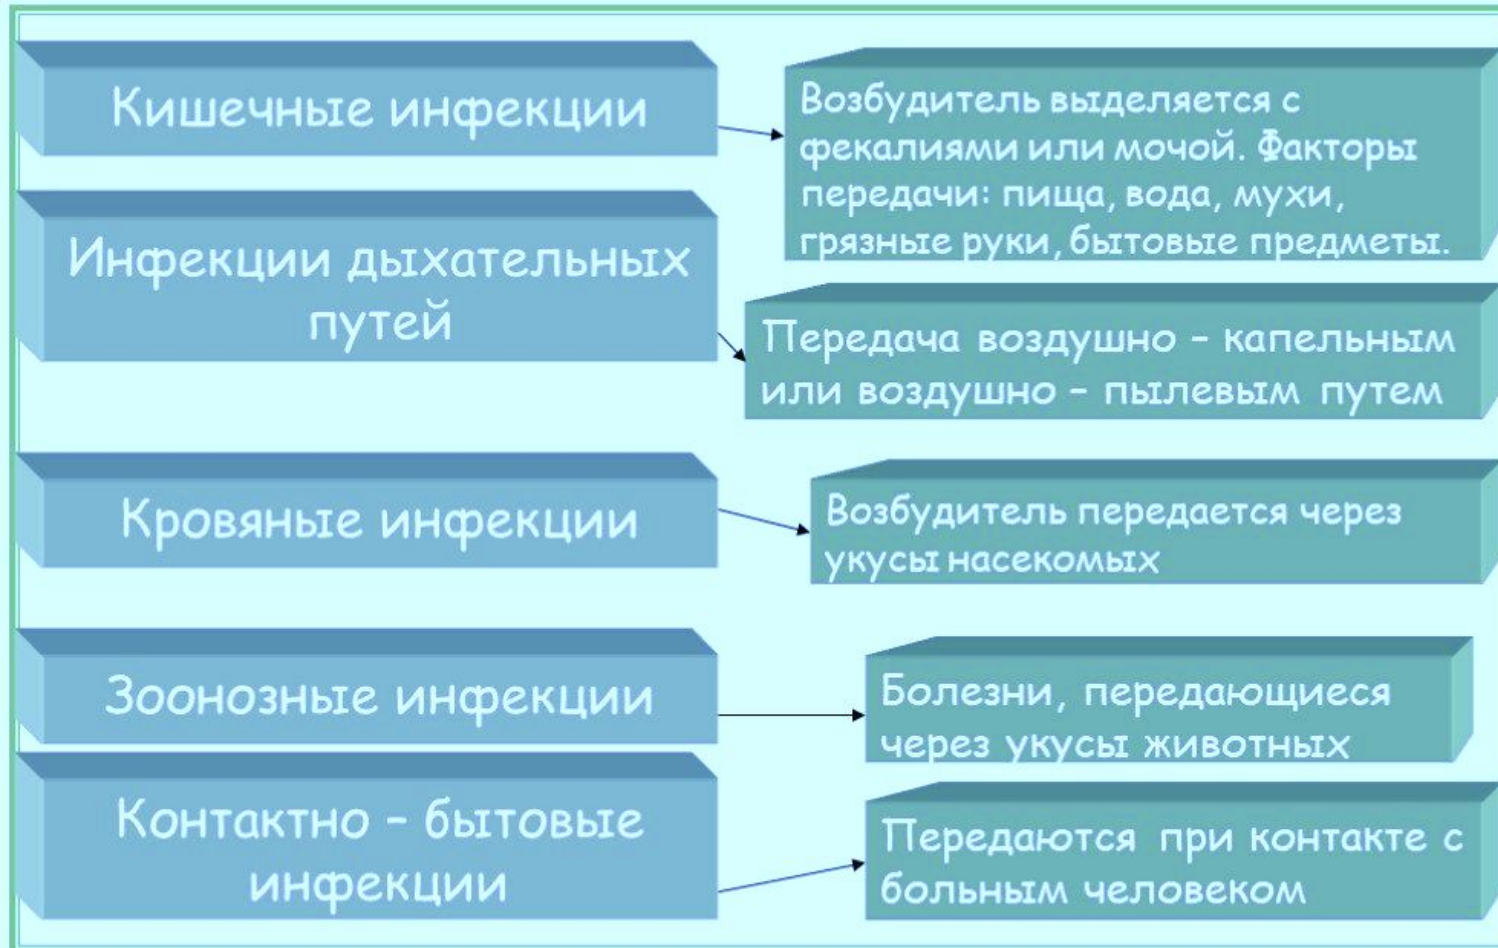 Кишечные инфекции
Возбудитель выделяется с
фекалиями или мочой. Факторы
передачи: пища, вода, мухи,
грязные руки, бытовые предметы.
Инфекции дыхательных
путей
Передача воздушно – капельным
или воздушно – пылевым путем
Кровяные инфекции
Возбудитель передается через
укусы насекомых
Зоонозные инфекции
Болезни, передающиеся
через укусы животных
Контактно – бытовые
инфекции
Передаются при контакте с
больным человеком